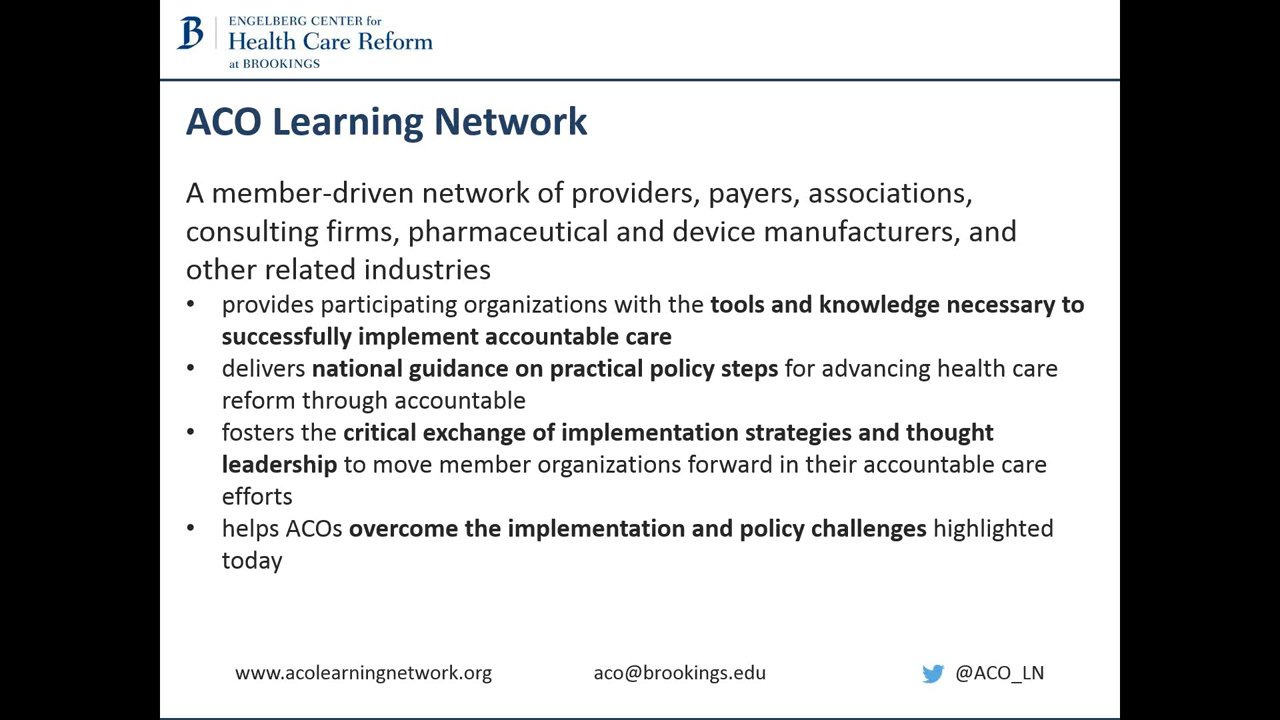 B
ENGELBERG CENTER for
Health Care Reform
at BROOKINGS
ACO Learning Network
A member-driven network of providers, payers, associations,
consulting firms, pharmaceutical and device manufacturers, and
other related industries
• provides participating organizations with the tools and knowledge necessary to
successfully implement accountable care
• delivers national guidance on practical policy steps for advancing health care
reform through accountable
• fosters the critical exchange of implementation strategies and thought
leadership to move member organizations forward in their accountable care
efforts
• helps ACOs overcome the implementation and policy challenges highlighted
today
www.acolearningnetwork.org aco@brookings.edu @ACO_LN